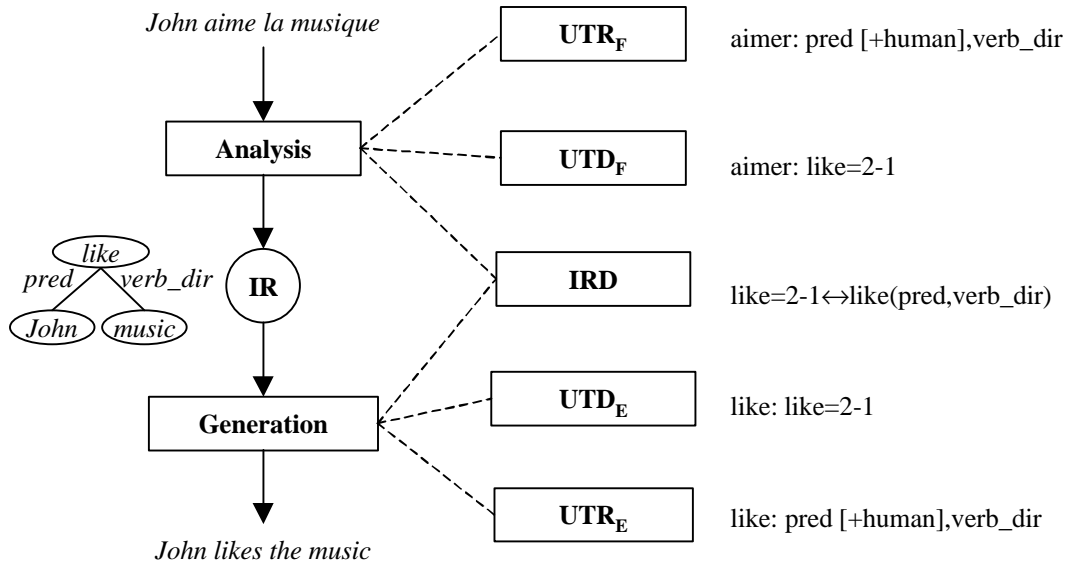 John aime la musique
UTR_F
aimer: pred [+human],verb_dir
Analysis
UTD_F
aimer: like=2-1
like
pred
verb_dir
John
music
IR
IRD
like=2-1↔like(pred,verb_dir)
UTD_E
like: like=2-1
Generation
UTR_E
like: pred [+human],verb_dir
John likes the music